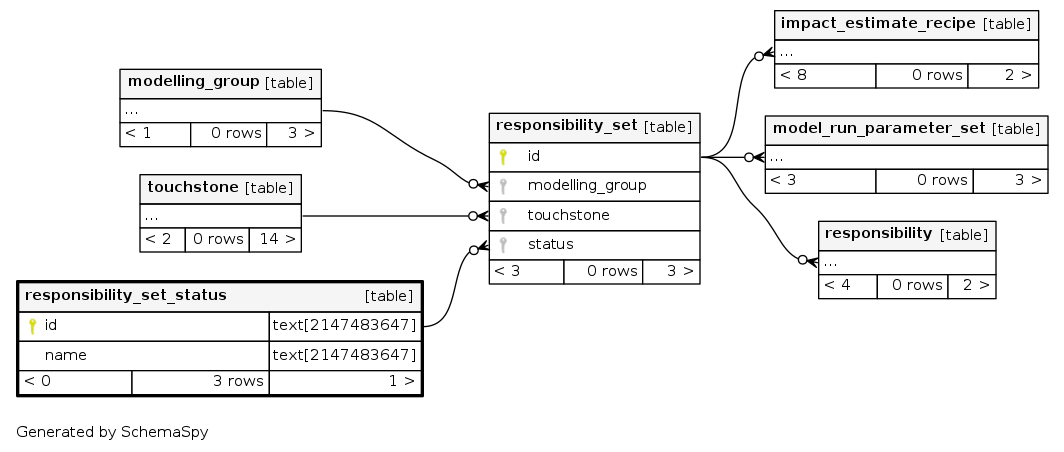 modelling_group [table]
...
< 1 0 rows 3 >
touchstone [table]
...
< 2 0 rows 14 >
responsibility_set_status [table]
id text[2147483647]
name text[2147483647]
< 0 3 rows 1 >
responsibility_set [table]
id
modelling_group
touchstone
status
< 3 0 rows 3 >
impact_estimate_recipe [table]
...
< 8 0 rows 2 >
model_run_parameter_set [table]
...
< 3 0 rows 3 >
responsibility [table]
...
< 4 0 rows 2 >
Generated by SchemaSpy